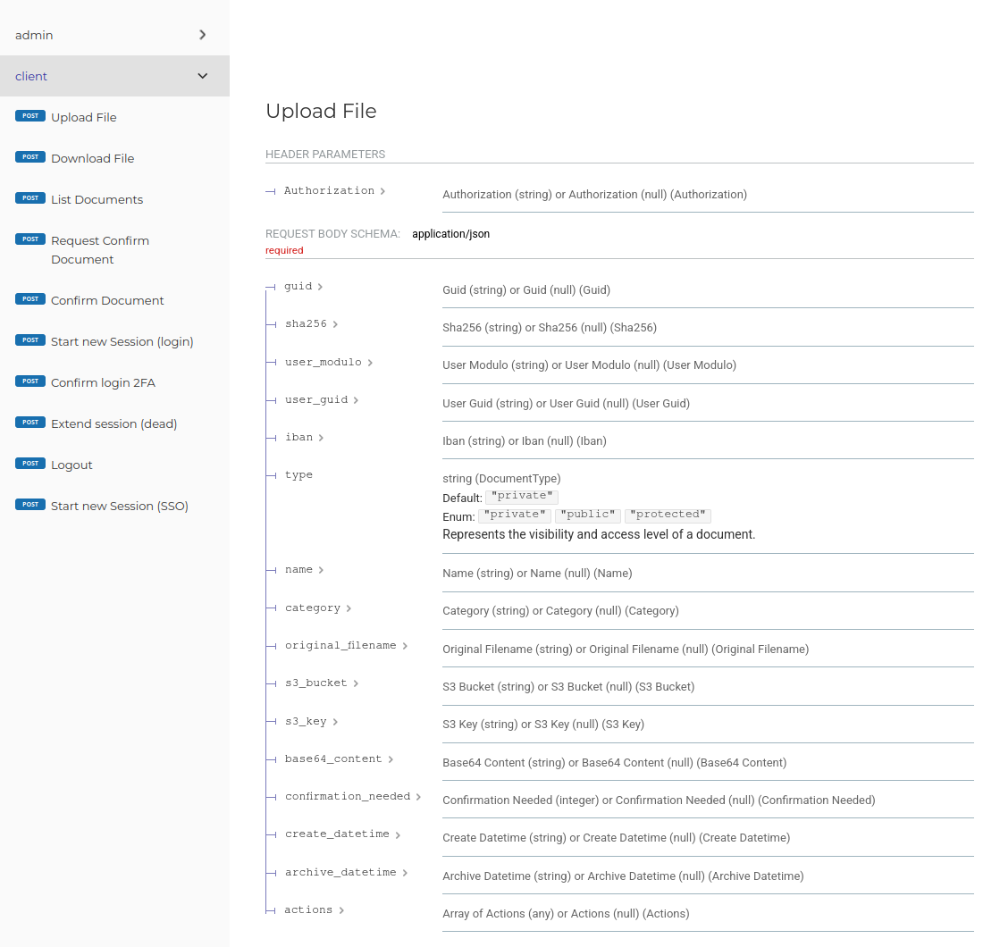 admin
client
POST Upload File
POST Download File
POST List Documents
POST Request Confirm
Document
POST Confirm Document
POST Start new Session (login)
POST Confirm login 2FA
POST Extend session (dead)
POST Logout
POST Start new Session (SSO)
Upload File
HEADER PARAMETERS
Authorization Authorization (string) or Authorization (null) (Authorization)
REQUEST BODY SCHEMA: application/json
required
guid Guid (string) or Guid (null) (Guid)
sha256 Sha256 (string) or Sha256 (null) (Sha256)
user_modulo User Modulo (string) or User Modulo (null) (User Modulo)
user_guid User Guid (string) or User Guid (null) (User Guid)
iban Iban (string) or Iban (null) (Iban)
type string (DocumentType)
Default: "private"
Enum: "private" "public" "protected"
Represents the visibility and access level of a document.
name Name (string) or Name (null) (Name)
category Category (string) or Category (null) (Category)
original_filename Original Filename (string) or Original Filename (null) (Original Filename)
s3_bucket S3 Bucket (string) or S3 Bucket (null) (S3 Bucket)
s3_key S3 Key (string) or S3 Key (null) (S3 Key)
base64_content Base64 Content (string) or Base64 Content (null) (Base64 Content)
confirmation_needed Confirmation Needed (integer) or Confirmation Needed (null) (Confirmation Needed)
create_datetime Create Datetime (string) or Create Datetime (null) (Create Datetime)
archive_datetime Archive Datetime (string) or Archive Datetime (null) (Archive Datetime)
actions Array of Actions (any) or Actions (null) (Actions)